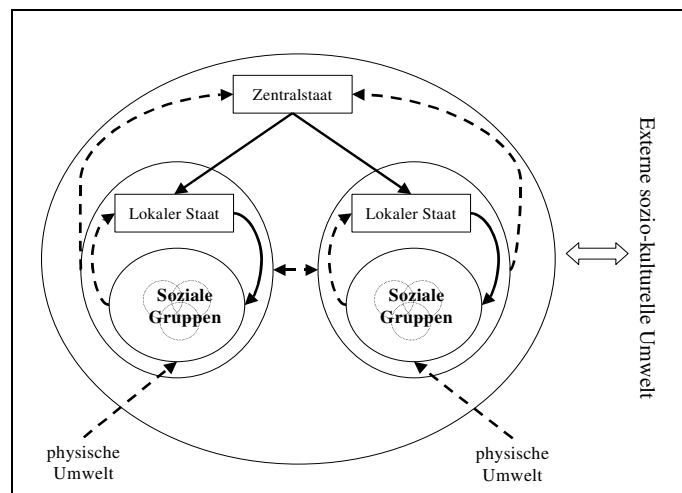 Zentralstaat
Lokaler Staat
Lokaler Staat
Soziale
Gruppen
Soziale
Gruppen
physische
Umwelt
physische
Umwelt
Externe sozio-kulturelle Umwelt